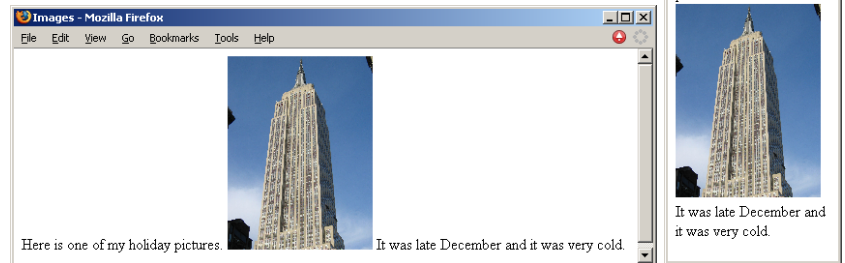 Images - Mozilla Firefox
File Edit View Go Bookmarks Tools Help
Here is one of my holiday pictures. It was late December and it was very cold.
It was late December and
it was very cold.